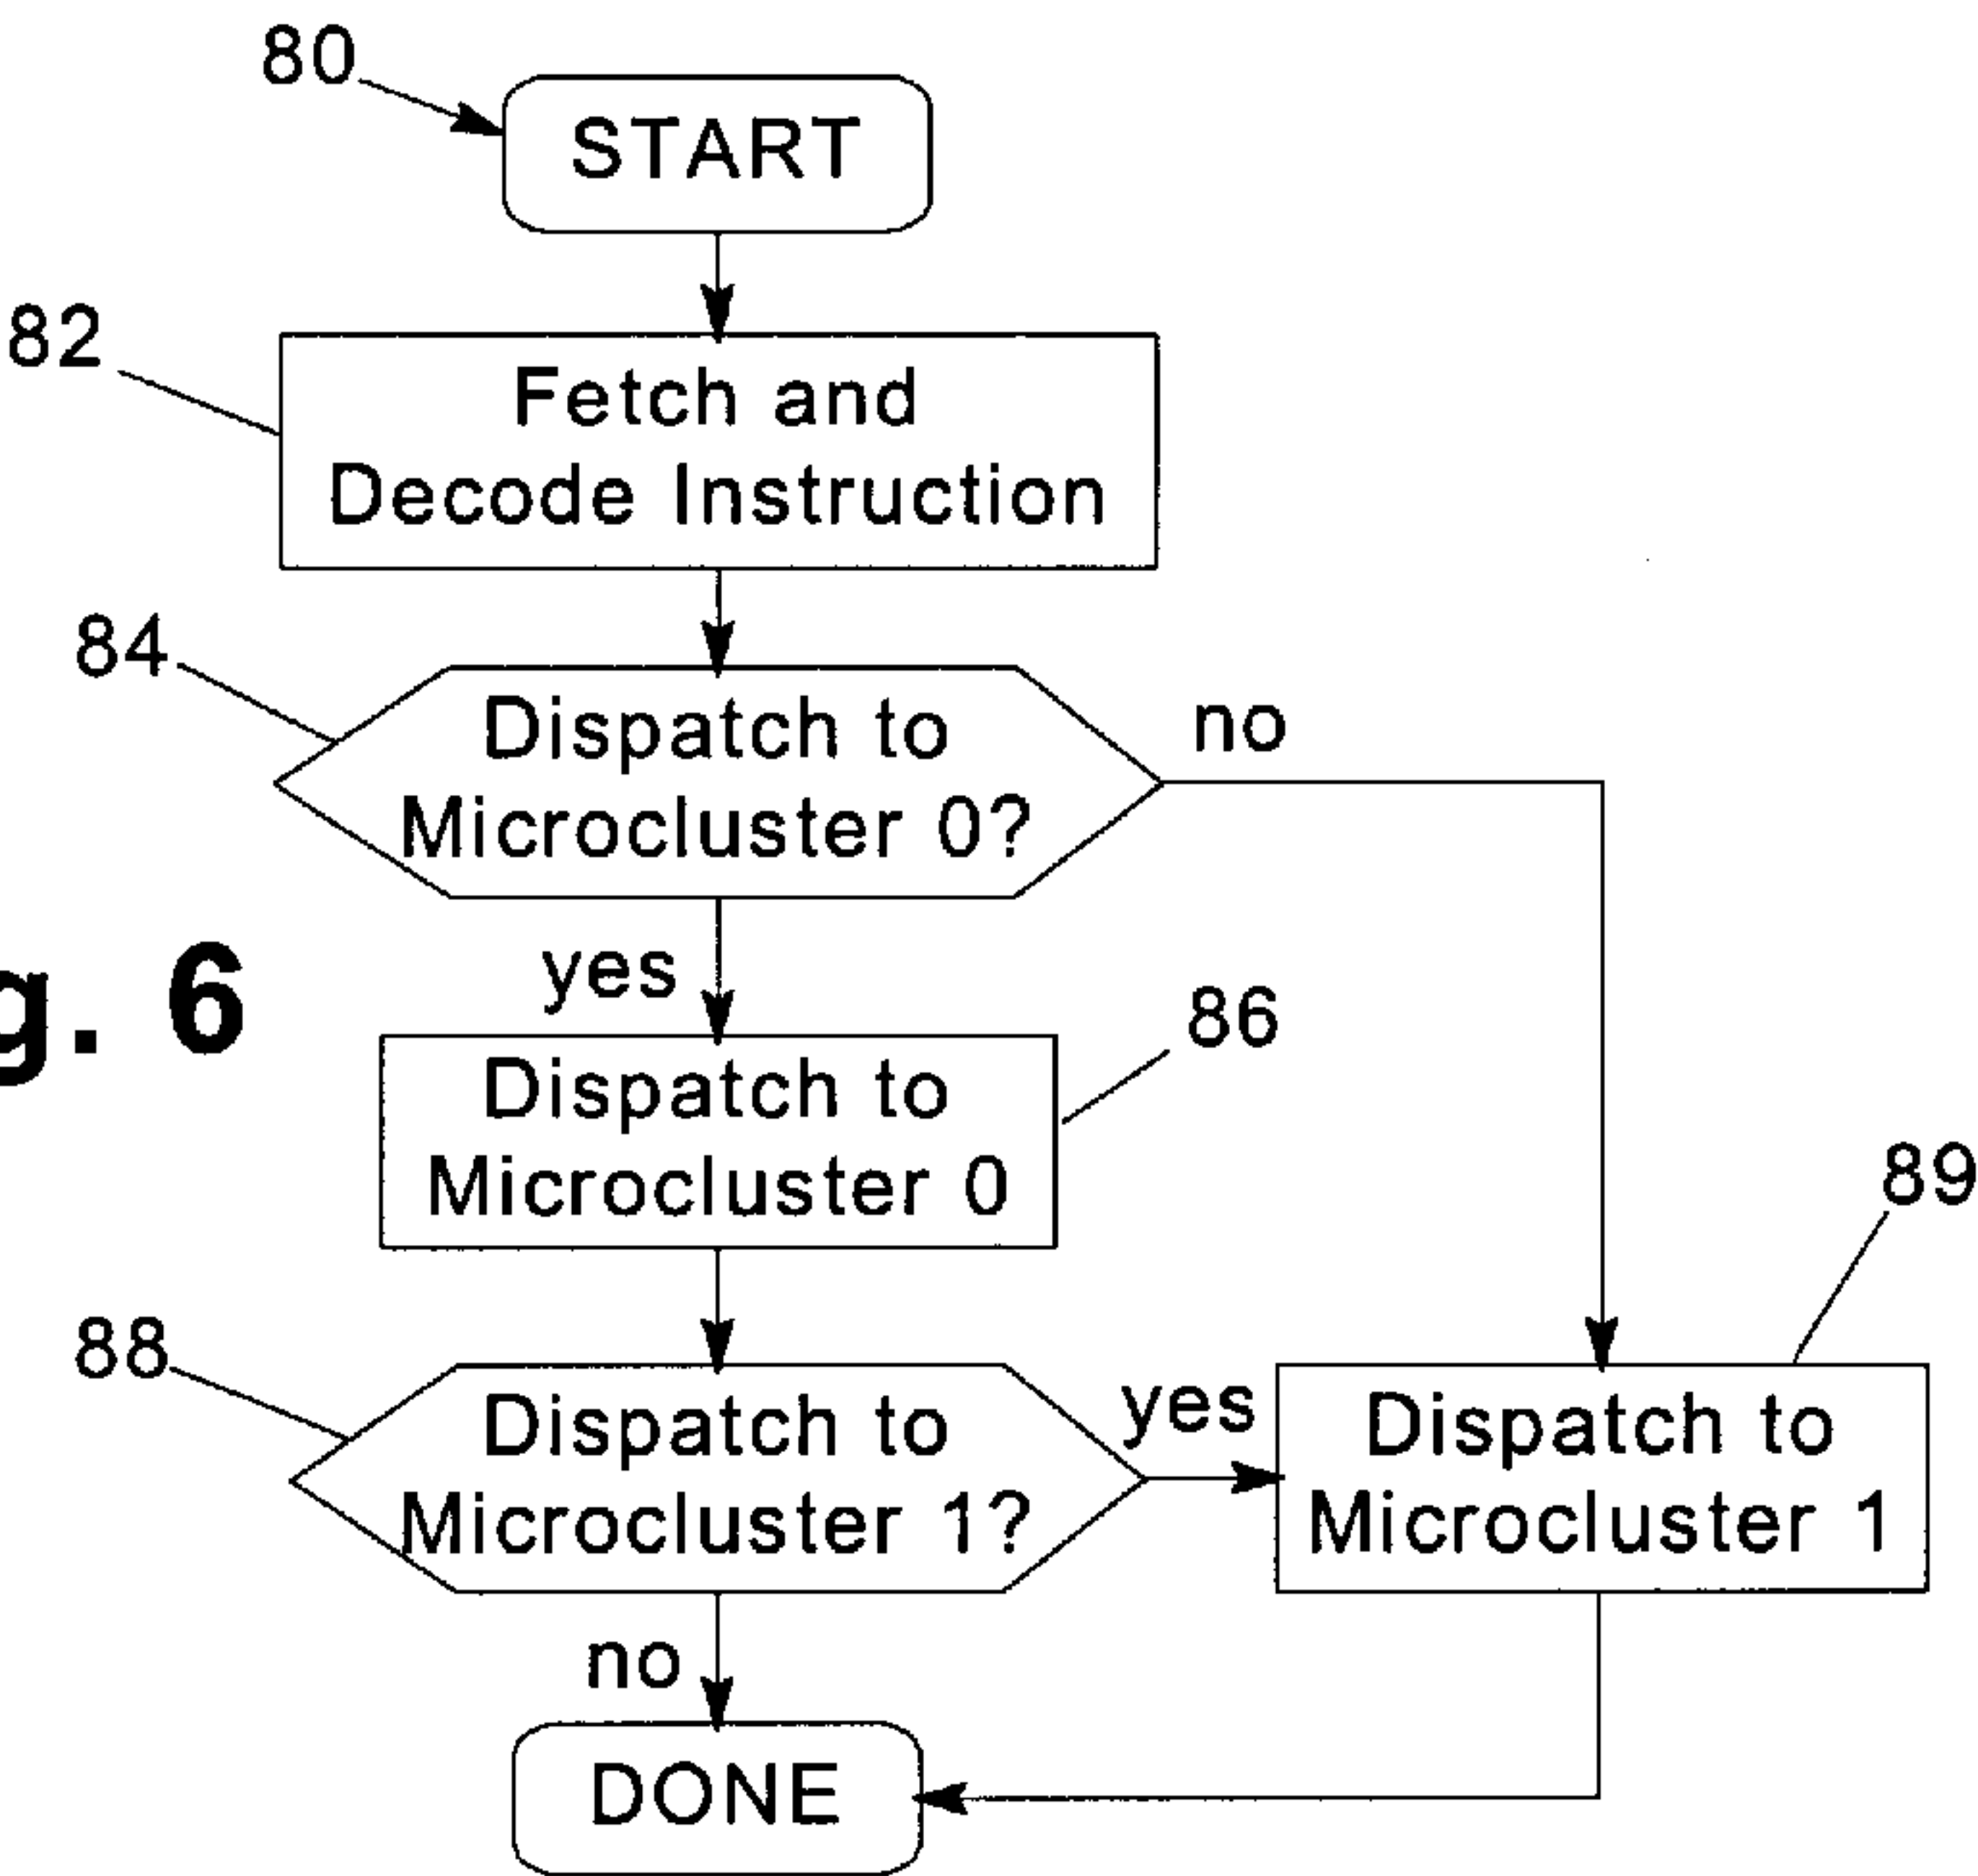 80
START
82
Fetch and
Decode Instruction
84
Dispatch to
Microcluster 0?
no
yes
g. 6
86
Dispatch to
Microcluster 0
89
88
Dispatch to
Microcluster 1?
yes
Dispatch to
Microcluster 1
no
DONE